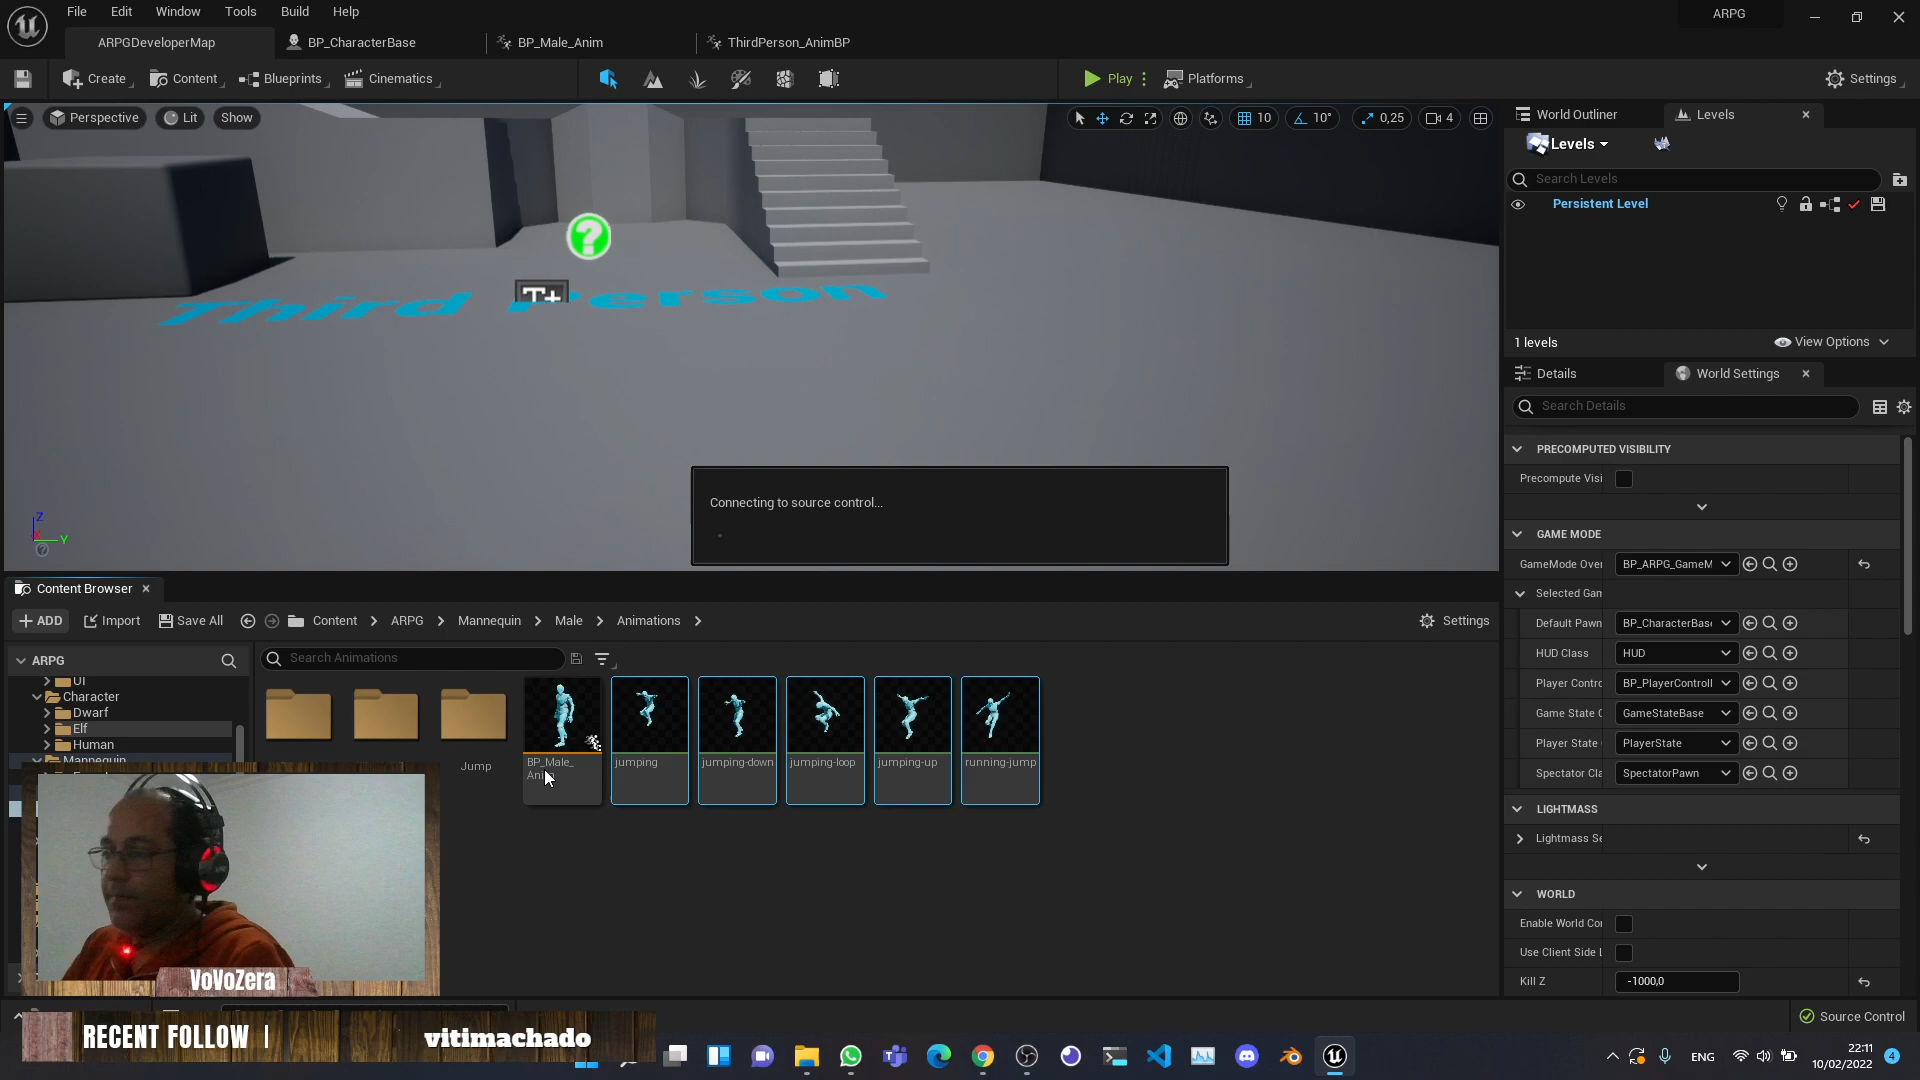 File Edit Window Tools Build Help
ARPG
ARPGDeveloperMap BP_CharacterBase BP_Male_Anim ThirdPerson_AnimBP
Create Content Blueprints Cinematics Play Platforms Settings
Perspective Lit Show 10 10° 0,25 4
World Outliner Levels
Levels
Search Levels
Persistent Level
Third Person
T+
1 levels View Options
Details World Settings
Search Details
PRECOMPUTED VISIBILITY
Precompute Visi
GAME MODE
GameMode Over BP_ARPG_GameM
Selected Gam
Default Pawn BP_CharacterBase
HUD Class HUD
Player Contro BP_PlayerControll
Game State C GameStateBase
Player State PlayerState
Spectator Cla SpectatorPawn
LIGHTMASS
Lightmass Se
WORLD
Enable World Cor
Use Client Side L
Kill Z -1000,0
Z
Y
Connecting to source control...
Content Browser
+ ADD Import Save All Content ARPG Mannequin Male Animations Settings
ARPG
Search Animations
UI
Character
Dwarf
Elf
Human
Mannequin
Jump
BP_Male_
Anim
jumping
jumping-down
jumping-loop
jumping-up
running-jump
VoVoZera
RECENT FOLLOW | vitimachado
Source Control
ENG
22:11
10/02/2022
4